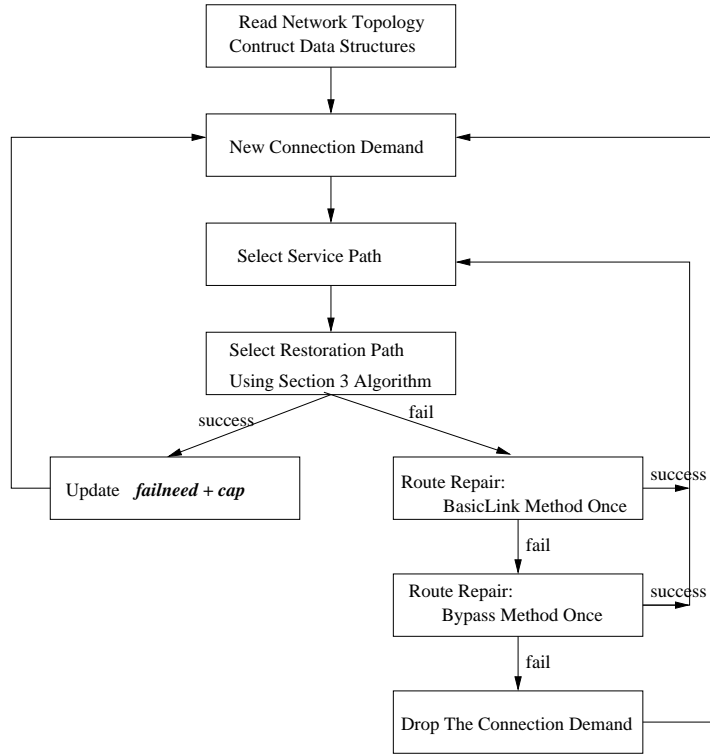 Read Network Topology
Contruct Data Structures
New Connection Demand
Select Service Path
Select Restoration Path
Using Section 3 Algorithm
success
fail
Update failneed + cap
Route Repair:
BasicLink Method Once
success
fail
Route Repair:
Bypass Method Once
success
fail
Drop The Connection Demand